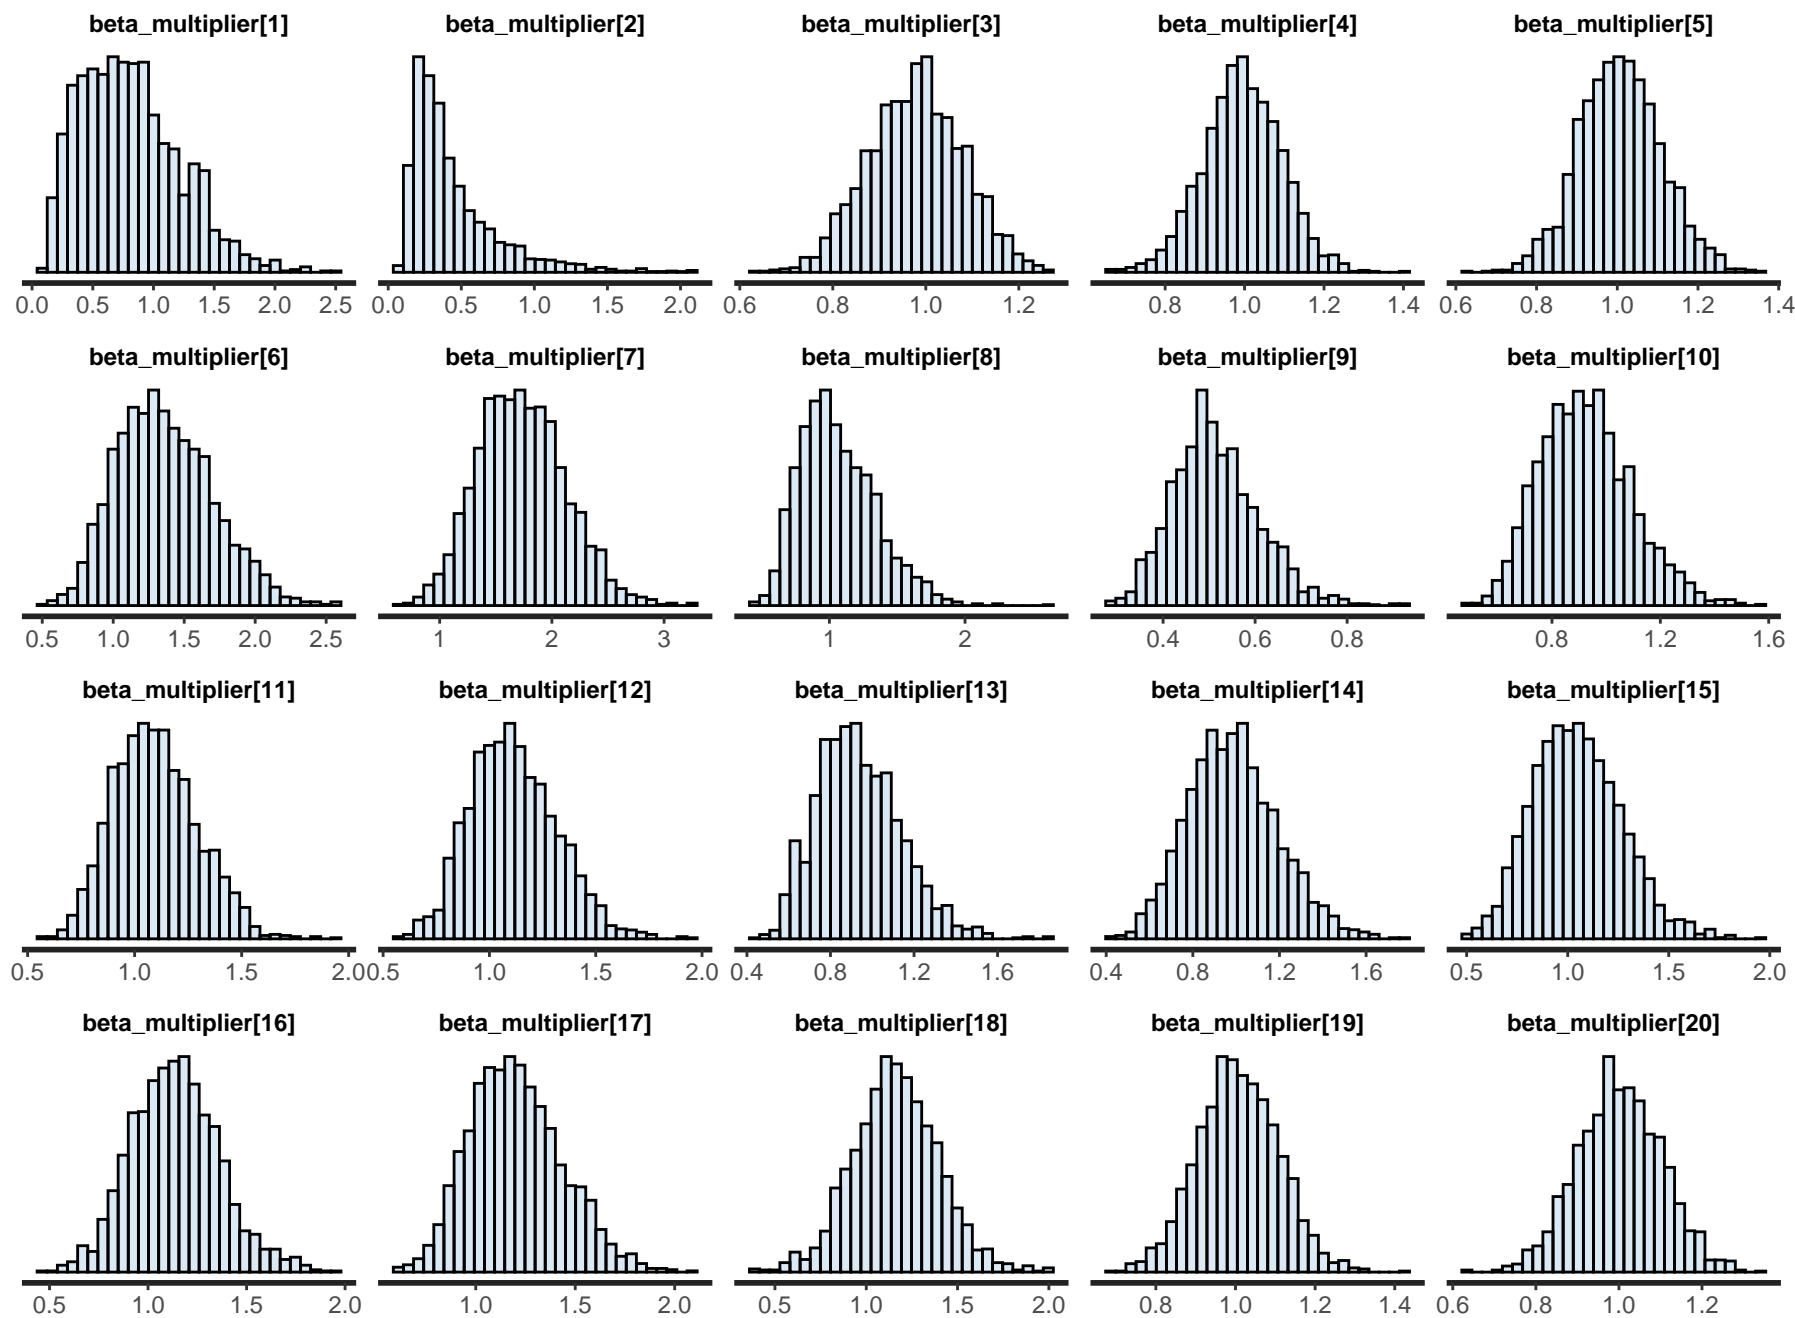 beta_multiplier[1] beta_multiplier[2] beta_multiplier[3] beta_multiplier[4] beta_multiplier[5]
0.0 0.5 1.0 1.5 2.0 2.5 0.0 0.5 1.0 1.5 2.0 0.6 0.8 1.0 1.2 0.8 1.0 1.2 1.4 0.6 0.8 1.0 1.2 1.4
beta_multiplier[6] beta_multiplier[7] beta_multiplier[8] beta_multiplier[9] beta_multiplier[10]
0.5 1.0 1.5 2.0 2.5 1 2 3 1 2 0.4 0.6 0.8 0.8 1.2 1.6
beta_multiplier[11] beta_multiplier[12] beta_multiplier[13] beta_multiplier[14] beta_multiplier[15]
0.5 1.0 1.5 2.0 0.5 1.0 1.5 2.0 0.4 0.8 1.2 1.6 0.4 0.8 1.2 1.6 0.5 1.0 1.5 2.0
beta_multiplier[16] beta_multiplier[17] beta_multiplier[18] beta_multiplier[19] beta_multiplier[20]
0.5 1.0 1.5 2.0 1.0 1.5 2.0 0.5 1.0 1.5 2.0 0.8 1.0 1.2 1.4 0.6 0.8 1.0 1.2